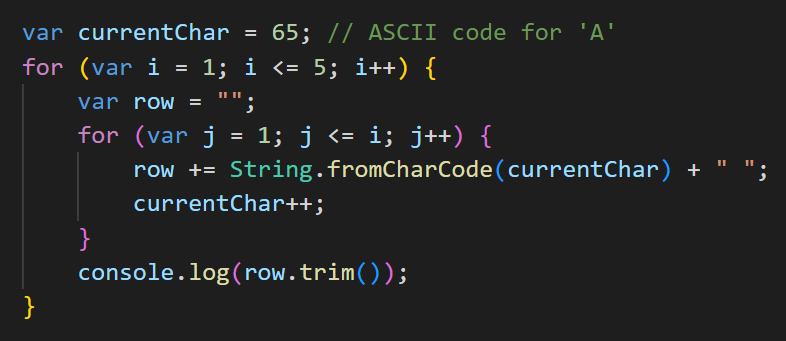 var currentChar = 65; // ASCII code for 'A'
for (var i = 1; i <= 5; i++) {
    var row = "";
    for (var j = 1; j <= i; j++) {
        row += String.fromCharCode(currentChar) + " ";
        currentChar++;
    }
    console.log(row.trim());
}